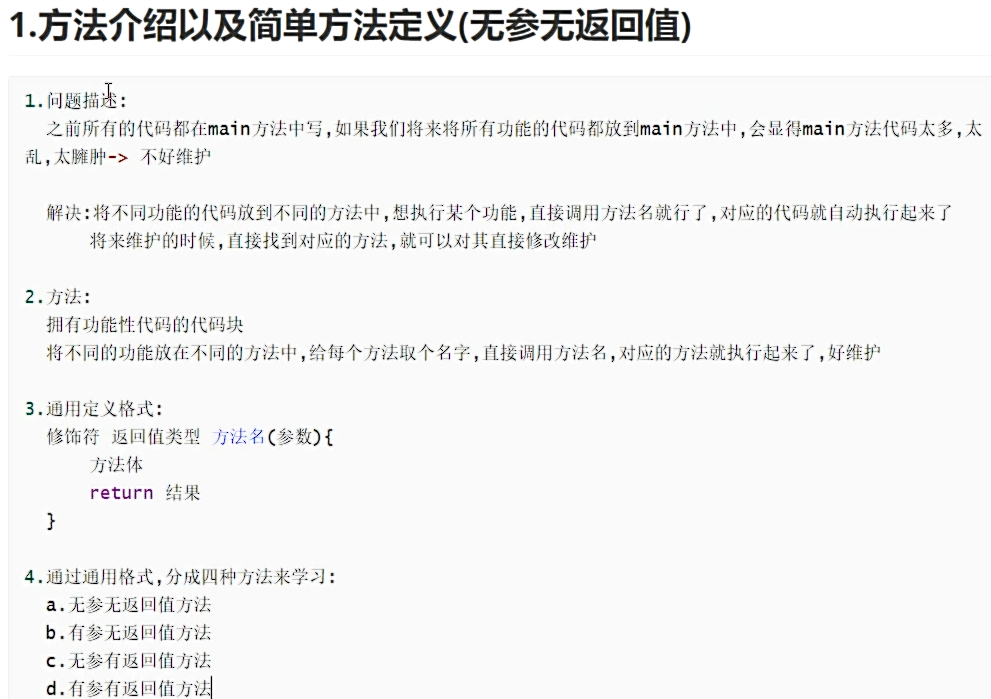 1.方法介绍以及简单方法定义(无参无返回值)
1.问题描述:
之前所有的代码都在main方法中写,如果我们将来将所有功能的代码都放到main方法中,会显得main方法代码太多,太
乱,太臃肿-> 不好维护
解决:将不同功能的代码放到不同的方法中,想执行某个功能,直接调用方法名就行了,对应的代码就自动执行起来了
将来维护的时候,直接找到对应的方法,就可以对其直接修改维护
2.方法:
拥有功能性代码的代码块
将不同的功能放在不同的方法中,给每个方法取个名字,直接调用方法名,对应的方法就执行起来了,好维护
3.通用定义格式:
修饰符 返回值类型 方法名(参数){
方法体
return 结果
}
4.通过通用格式,分成四种方法来学习:
a.无参无返回值方法
b.有参无返回值方法
c.无参有返回值方法
d.有参有返回值方法